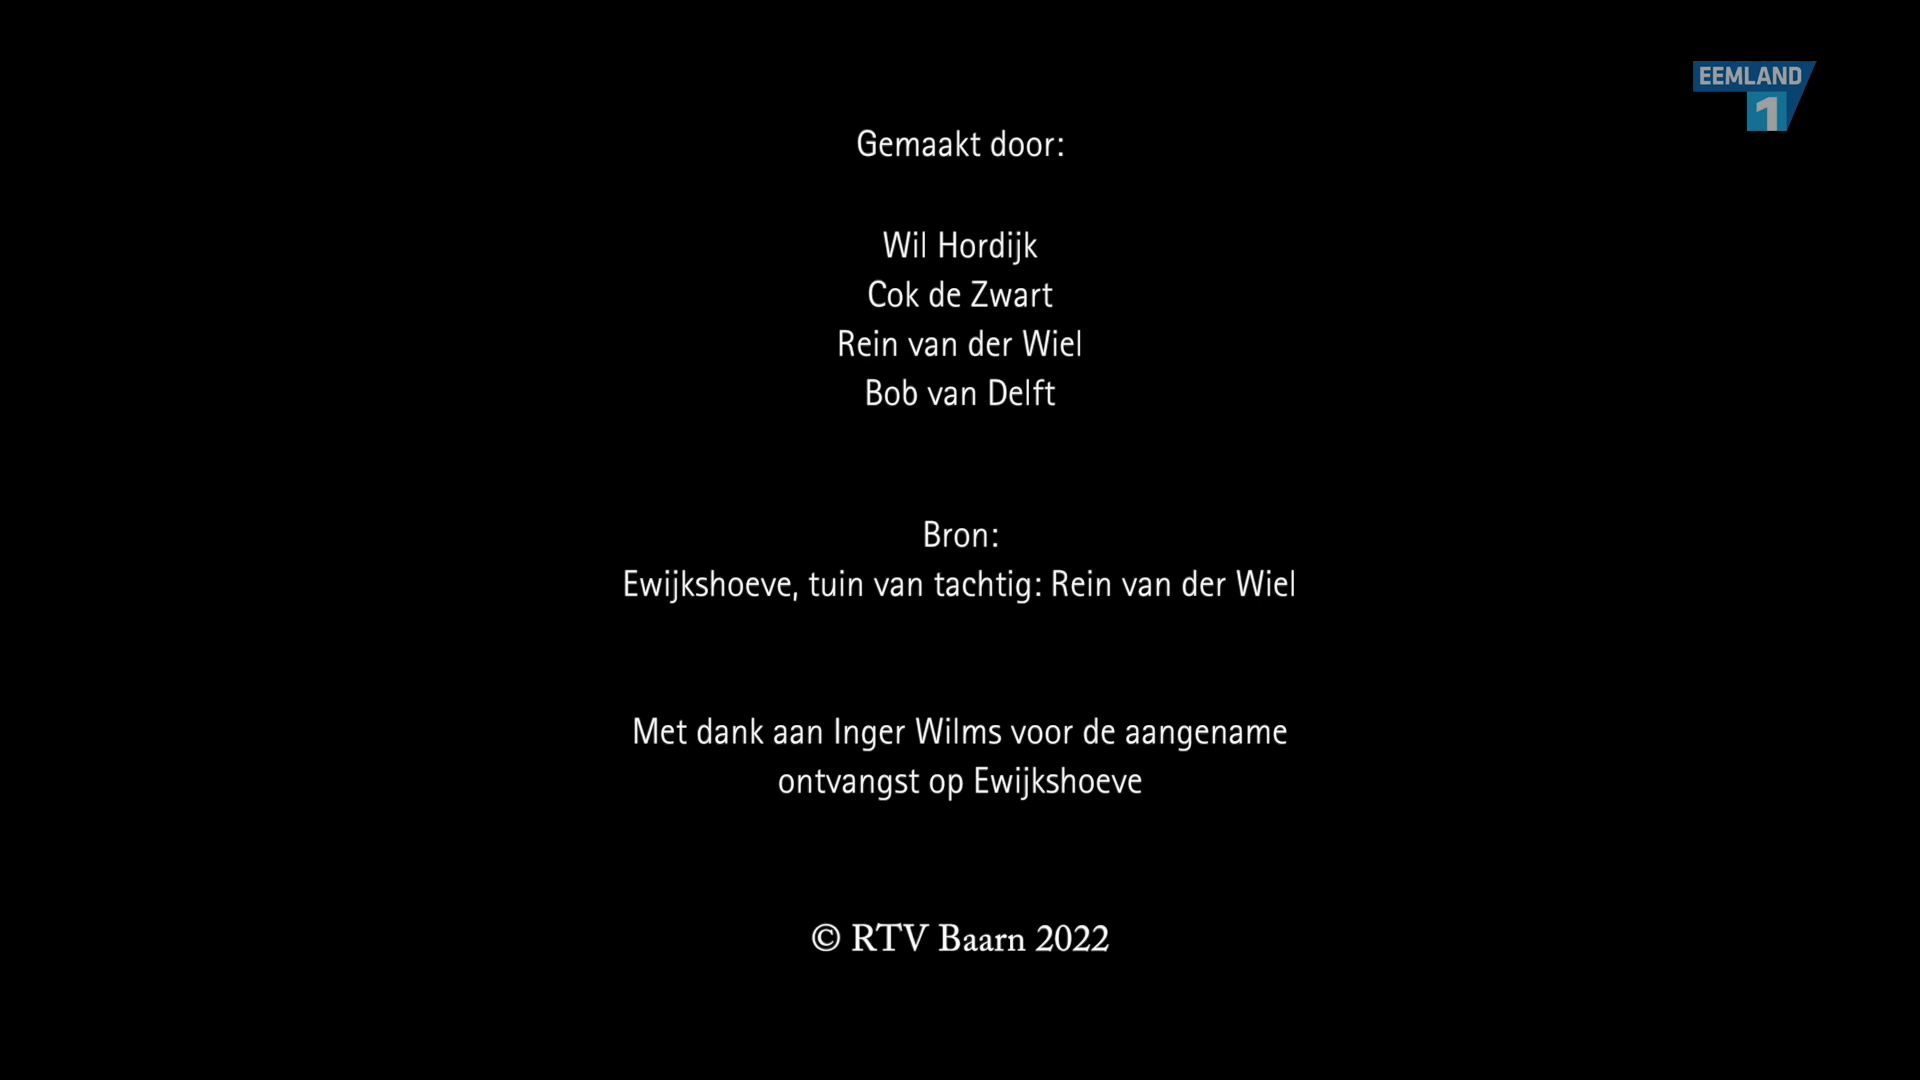 EEMLAND
1
Gemaakt door:
Wil Hordijk
Cok de Zwart
Rein van der Wiel
Bob van Delft
Bron:
Ewijkshoeve, tuin van tachtig: Rein van der Wiel
Met dank aan Inger Wilms voor de aangename
ontvangst op Ewijkshoeve
© RTV Baarn 2022